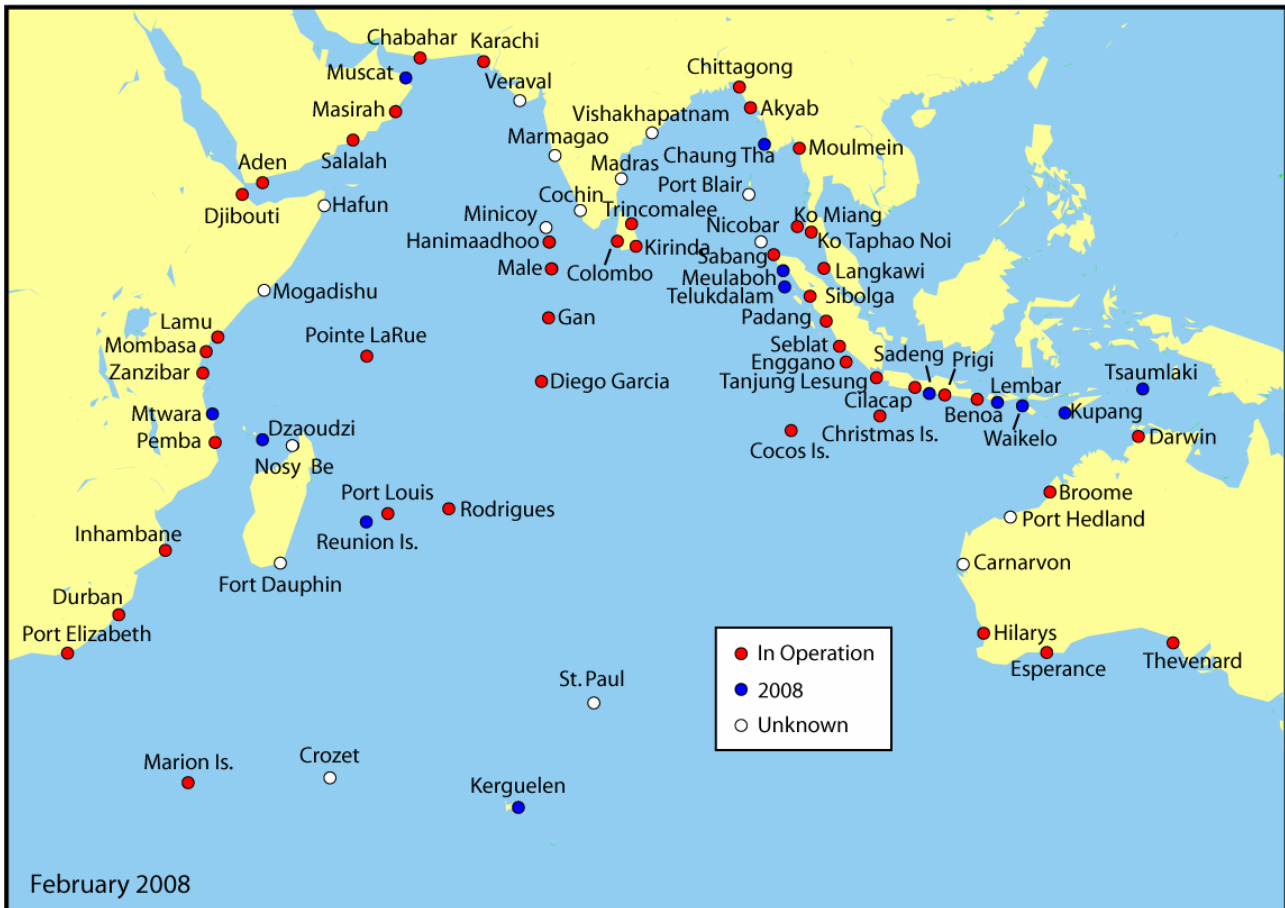 Chabahar
Karachi
Muscat
Veraval
Chittagong
Masirah
Akyab
Vishakhapatnam
Marmagao
Salalah
Chaung Tha
Moulmein
Aden
Madras
Port Blair
Djibouti
Hafun
Cochin
Trincomalee
Minicoy
Nicobar
Ko Miang
Hanimaadhoo
Kirinda
Ko Taphao Noi
Sabang
Male
Colombo
Langkawi
Meulaboh
Mogadishu
Telukdalam
Sibolga
Lamu
Gan
Padang
Pointe LaRue
Mombasa
Seblat
Sadeng
Prigi
Enggano
Zanzibar
Diego Garcia
Tanjung Lesung
Lembar
Tsaumlaki
Mtwara
Cilacap
Benoa
Kupang
Dzaoudzi
Pemba
Christmas Is.
Waikelo
Darwin
Cocos Is.
Nosy Be
Port Louis
Rodrigues
Broome
Inhambane
Reunion Is.
Port Hedland
Fort Dauphin
Carnarvon
Durban
Port Elizabeth
Hilarys
Esperance
Thevenard
In Operation
2008
Unknown
St. Paul
Marion Is.
Crozet
Kerguelen
February 2008